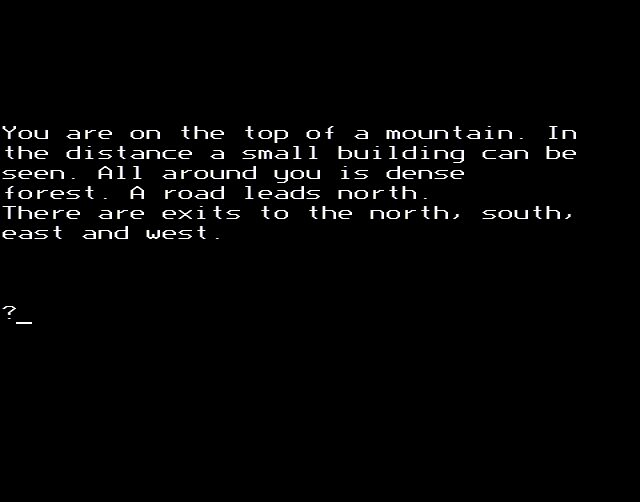 You are on the top of a mountain. In
the distance a small building can be
seen. All around you is dense
forest. A road leads north.
There are exits to the north, south,
east and west.
?_